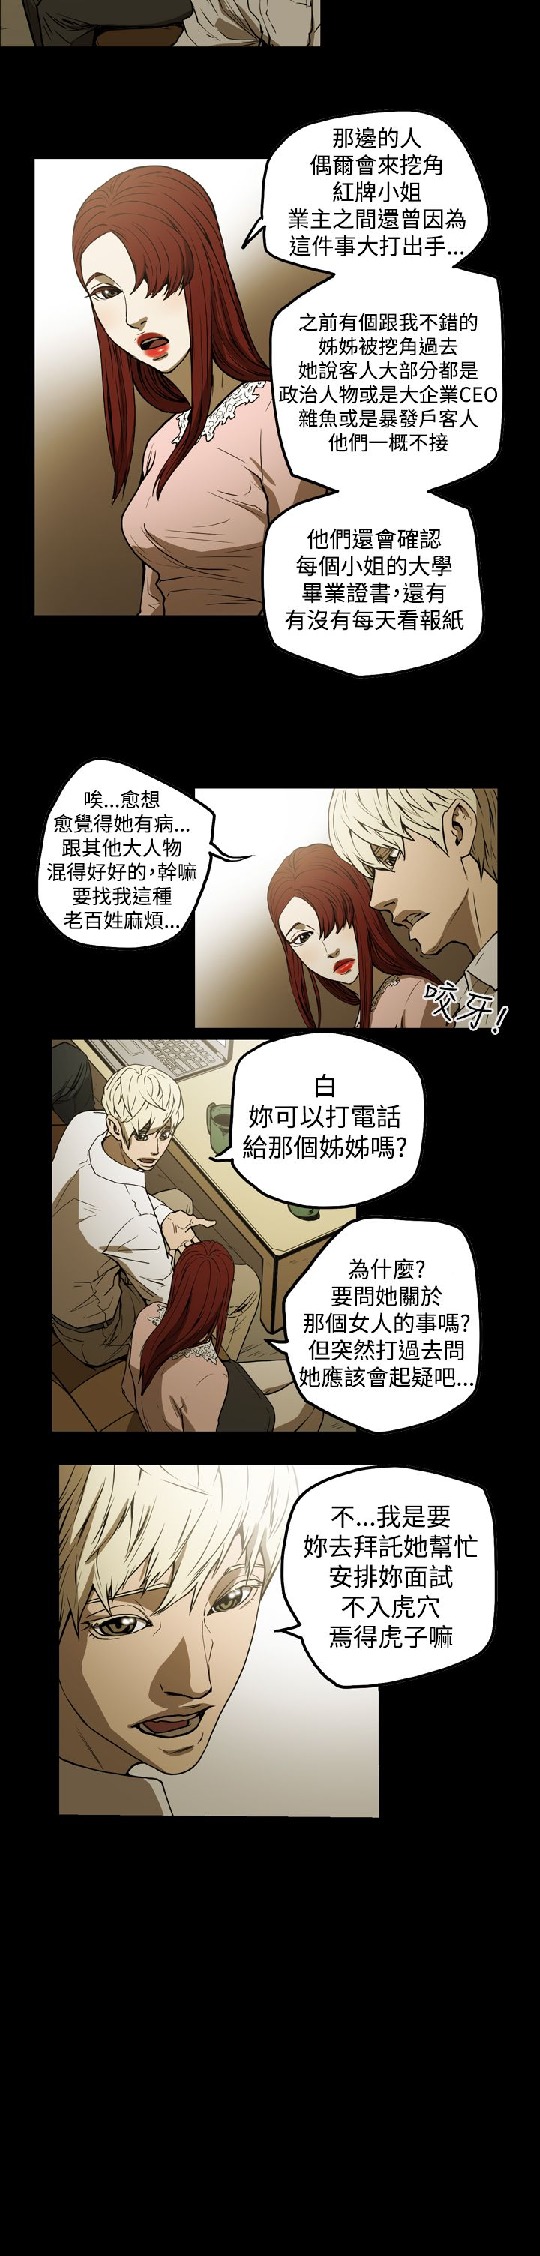 那邊的人
偶爾會來挖角
紅牌小姐
業主之間還曾因為
這件事大打出手...
之前有個跟我不錯的
姊姊被挖角過去
她說客人大部分都是
政治人物或是大企業CEO
雜魚或是暴發戶客人
他們一概不接
他們還會確認
每個小姐的大學
畢業證書,還有
有沒有每天看報紙
唉...愈想
愈覺得她有病...
跟其他大人物
混得好好的,幹嘛
要找我這種
老百姓麻煩...
咬牙!
白
妳可以打電話
給那個姊姊嗎?
為什麼?
要問她關於
那個女人的事嗎?
但突然打過去問
她應該會起疑吧...
不...我是要
妳去拜託她幫忙
安排妳面試
不入虎穴
焉得虎子嘛